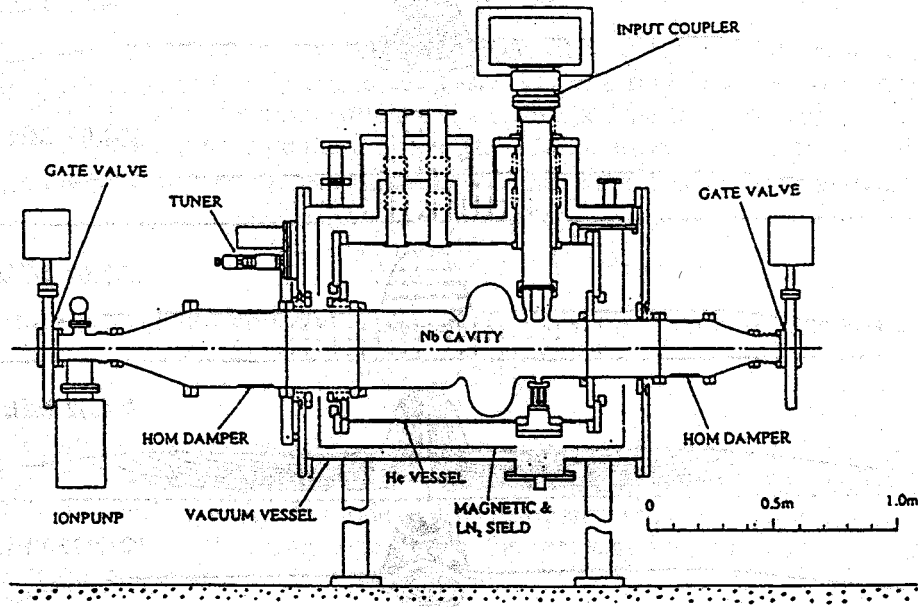 INPUT COUPLER
GATE VALVE
TUNER
GATE VALVE
Nb CAVITY
HOM DAMPER
HOM DAMPER
He VESSEL
IONPUNP
VACUUM VESSEL
MAGNETIC &
LN₂ SIELD
0 0.5m 1.0m